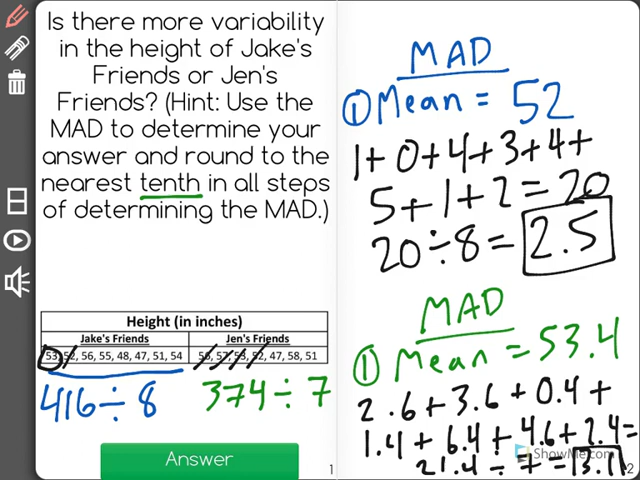 Is there more variability
in the height of Jake's
Friends or Jen's
Friends? (Hint: Use the
MAD to determine your
answer and round to the
nearest tenth in all steps
of determining the MAD.)
Height (in inches)
Jake's Friends Jen's Friends
53, 52, 56, 55, 48, 47, 51, 54 56, 57, 53, 52, 47, 58, 51
416 ÷ 8 374 ÷ 7
Answer
1
MAD
① Mean = 52
1 + 0 + 4 + 3 + 4 +
5 + 1 + 2 = 20
20 ÷ 8 = 2.5
MAD
① Mean = 53.4
2.6 + 3.6 + 0.4 +
1.4 + 6.4 + 4.6 + 2.4 =
21.4 ÷ 7 = 3.1
ShowMe.com
2